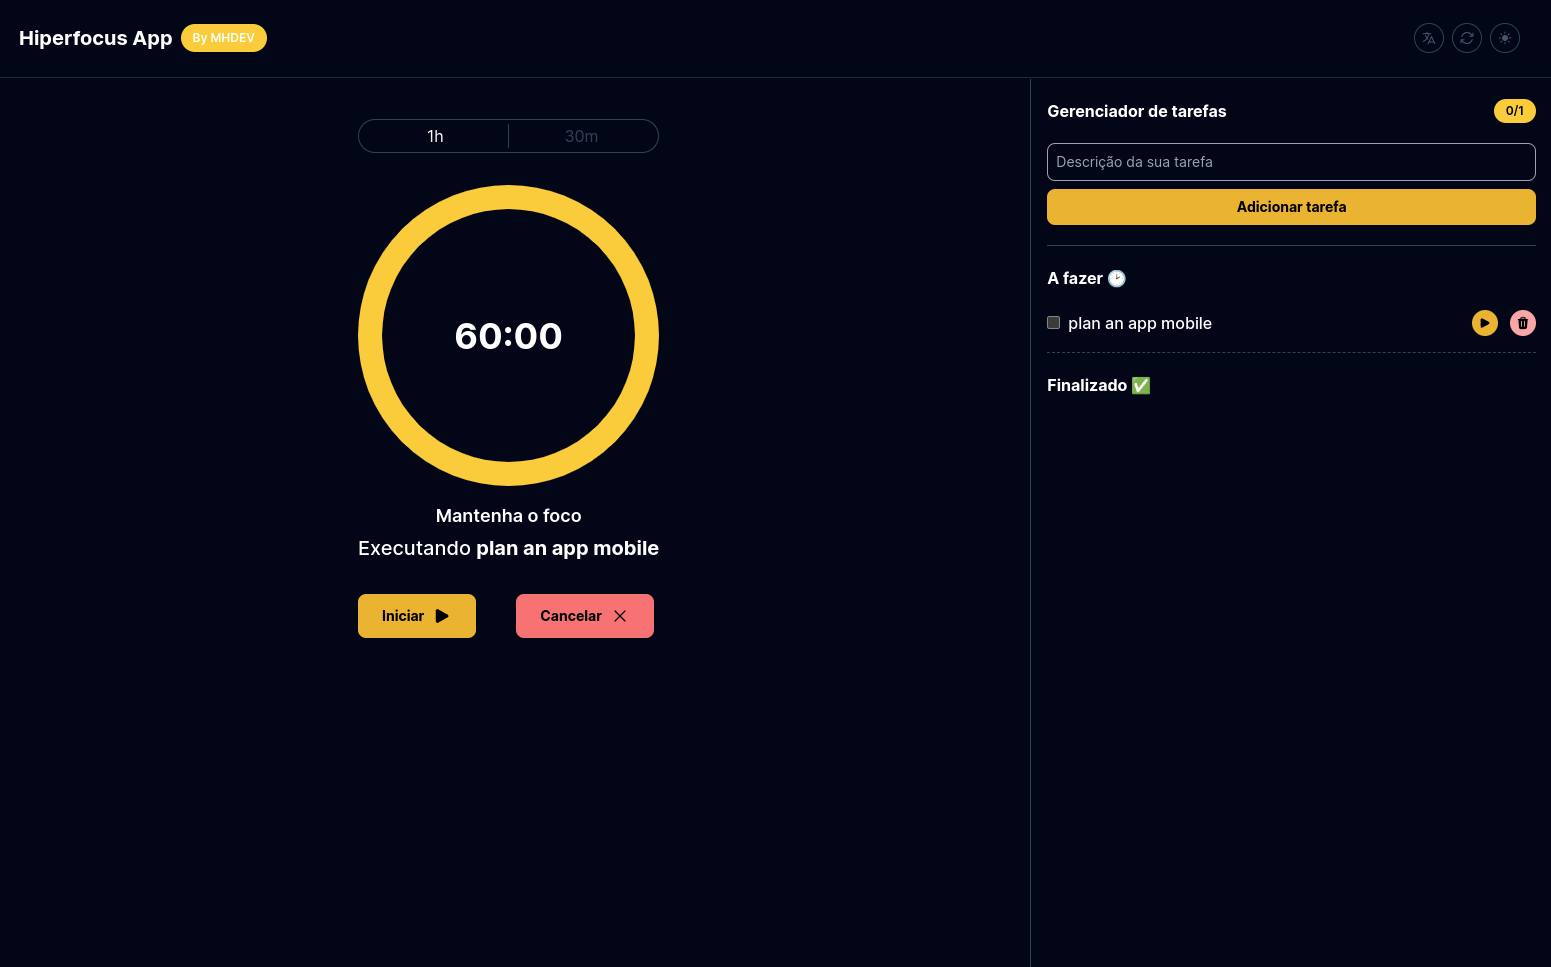 Hiperfocus App By MHDEV
1h 30m
60:00
Mantenha o foco
Executando plan an app mobile
Iniciar Cancelar
Gerenciador de tarefas 0/1
Descrição da sua tarefa
Adicionar tarefa
A fazer 🕑
plan an app mobile
Finalizado ✅